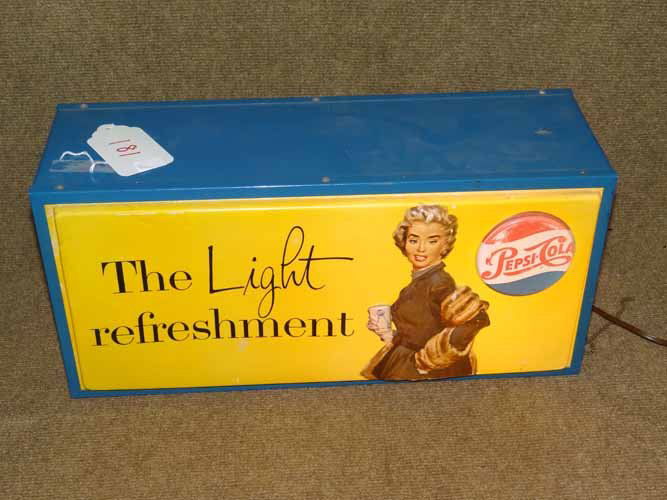 181
The Light
refreshment
PEPSI-COLA